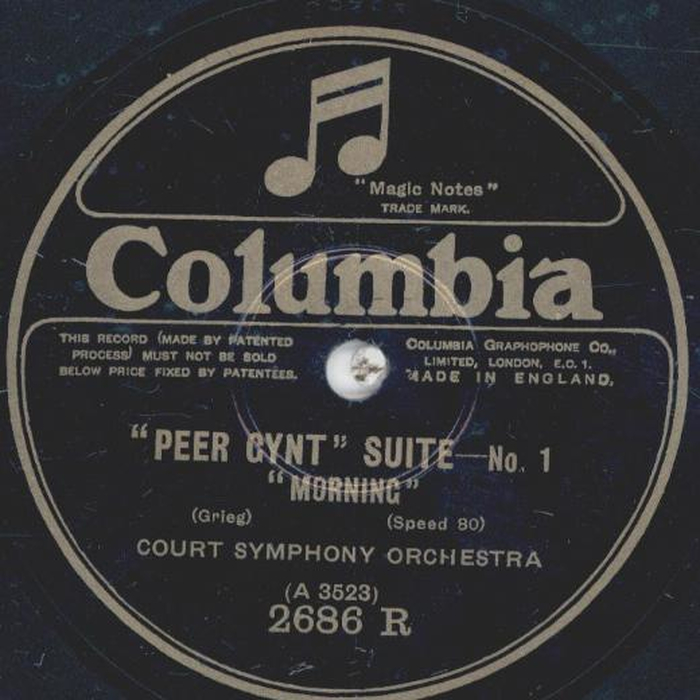 "Magic Notes"
TRADE MARK.
Columbia
THIS RECORD (MADE BY PATENTED
PROCESS) MUST NOT BE SOLD
BELOW PRICE FIXED BY PATENTEES.
COLUMBIA GRAPHOPHONE CO.,
LIMITED, LONDON, E.C. 1.
MADE IN ENGLAND.
"PEER GYNT" SUITE—No. 1
"MORNING"
(Grieg) (Speed 80)
COURT SYMPHONY ORCHESTRA
(A 3523)
2686 R